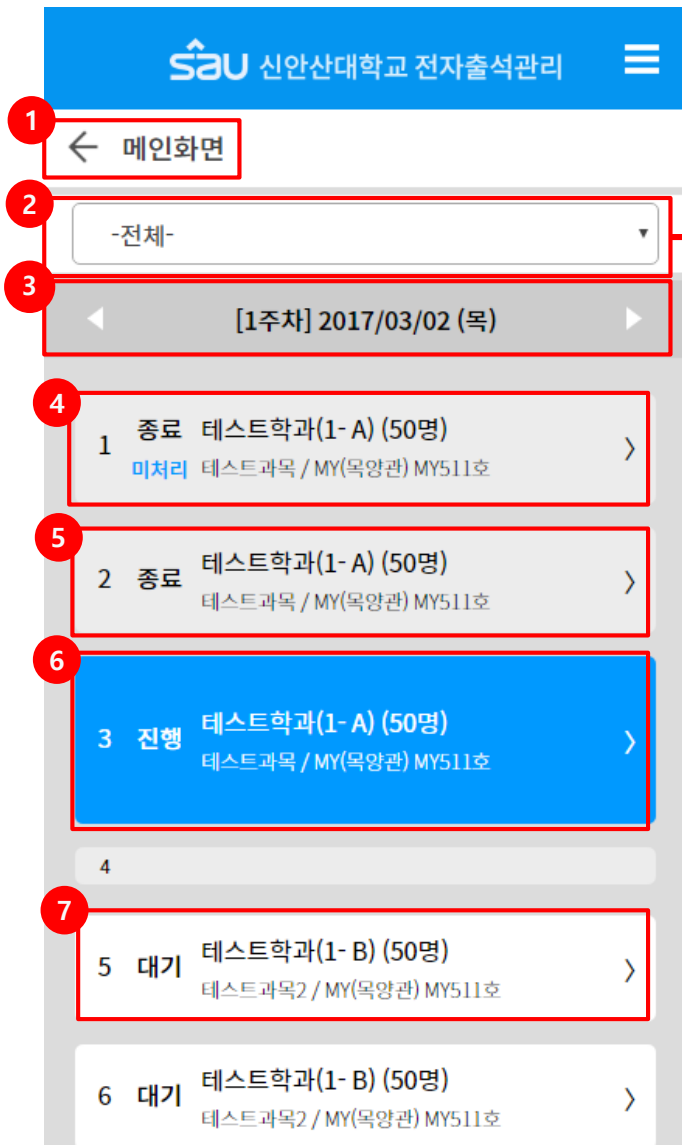 sau 신안산대학교 전자출석관리
1
← 메인화면
2
-전체-
3
[1주차] 2017/03/02 (목)
4
1 종료 테스트학과(1- A) (50명)
미처리 테스트과목 / MY(목양관) MY511호
5
2 종료 테스트학과(1- A) (50명)
테스트과목 / MY(목양관) MY511호
6
3 진행 테스트학과(1- A) (50명)
테스트과목 / MY(목양관) MY511호
4
7
5 대기 테스트학과(1- B) (50명)
테스트과목2 / MY(목양관) MY511호
6 대기 테스트학과(1- B) (50명)
테스트과목2 / MY(목양관) MY511호